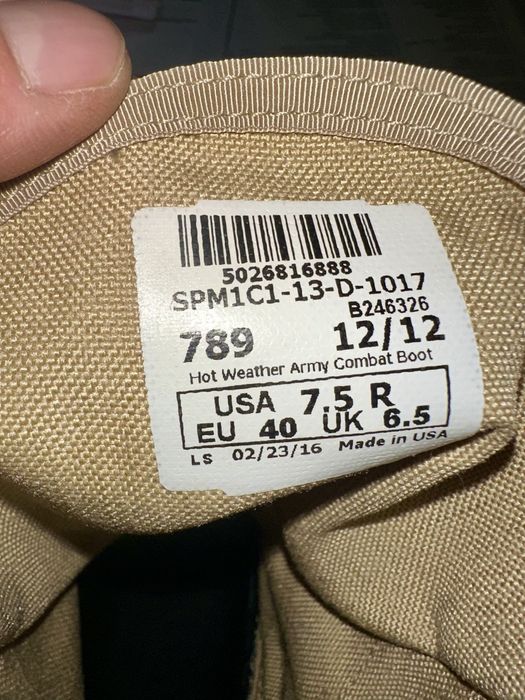 5026816888
SPM1C1-13-D-1017
B246326
789 12/12
Hot Weather Army Combat Boot
USA 7.5 R
EU 40 UK 6.5
LS 02/23/16 Made in USA